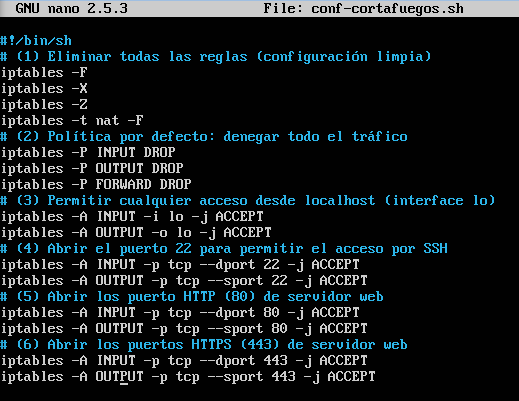 GNU nano 2.5.3 File: conf-cortafuegos.sh
#!/bin/sh
# (1) Eliminar todas las reglas (configuración limpia)
iptables -F
iptables -X
iptables -Z
iptables -t nat -F
# (2) Política por defecto: denegar todo el tráfico
iptables -P INPUT DROP
iptables -P OUTPUT DROP
iptables -P FORWARD DROP
# (3) Permitir cualquier acceso desde localhost (interface lo)
iptables -A INPUT -i lo -j ACCEPT
iptables -A OUTPUT -o lo -j ACCEPT
# (4) Abrir el puerto 22 para permitir el acceso por SSH
iptables -A INPUT -p tcp --dport 22 -j ACCEPT
iptables -A OUTPUT -p tcp --sport 22 -j ACCEPT
# (5) Abrir los puerto HTTP (80) de servidor web
iptables -A INPUT -p tcp --dport 80 -j ACCEPT
iptables -A OUTPUT -p tcp --sport 80 -j ACCEPT
# (6) Abrir los puertos HTTPS (443) de servidor web
iptables -A INPUT -p tcp --dport 443 -j ACCEPT
iptables -A OUTPUT -p tcp --sport 443 -j ACCEPT